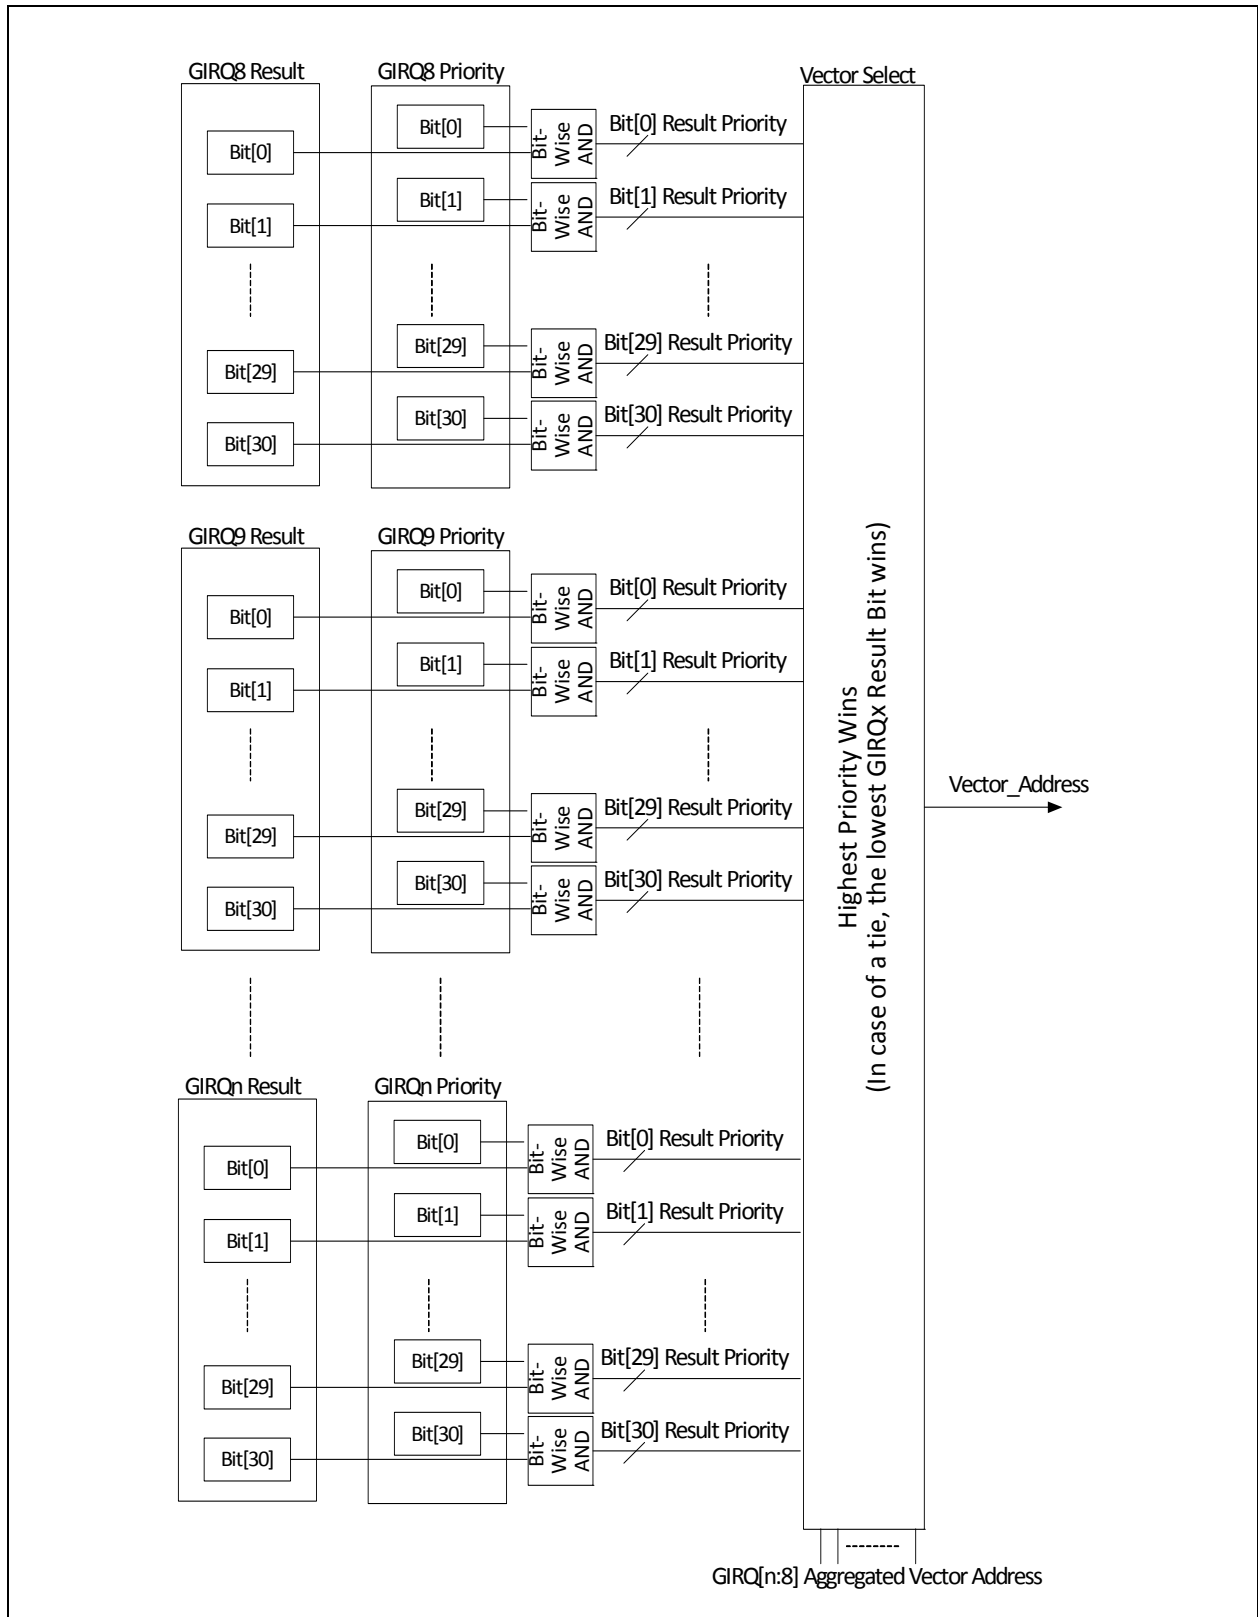 GIRQ8 Result
GIRQ8 Priority
Vector Select
Bit[0]
Bit-
Wise
AND
Bit[0] Result Priority
Bit[0]
Bit[1]
Bit-
Wise
AND
Bit[1] Result Priority
Bit[1]
Bit[29]
Bit-
Wise
AND
Bit[29] Result Priority
Bit[29]
Bit[30]
Bit-
Wise
AND
Bit[30] Result Priority
Bit[30]
GIRQ9 Result
GIRQ9 Priority
Bit[0]
Bit-
Wise
AND
Bit[0] Result Priority
Bit[0]
Bit[1]
Bit-
Wise
AND
Bit[1] Result Priority
Bit[1]
Bit[29]
Bit-
Wise
AND
Bit[29] Result Priority
Bit[29]
Bit[30]
Bit-
Wise
AND
Bit[30] Result Priority
Bit[30]
Highest Priority Wins
(In case of a tie, the lowest GIRQx Result Bit wins)
Vector_Address
GIRQn Result
GIRQn Priority
Bit[0]
Bit-
Wise
AND
Bit[0] Result Priority
Bit[0]
Bit[1]
Bit-
Wise
AND
Bit[1] Result Priority
Bit[1]
Bit[29]
Bit-
Wise
AND
Bit[29] Result Priority
Bit[29]
Bit[30]
Bit-
Wise
AND
Bit[30] Result Priority
Bit[30]
GIRQ[n:8] Aggregated Vector Address